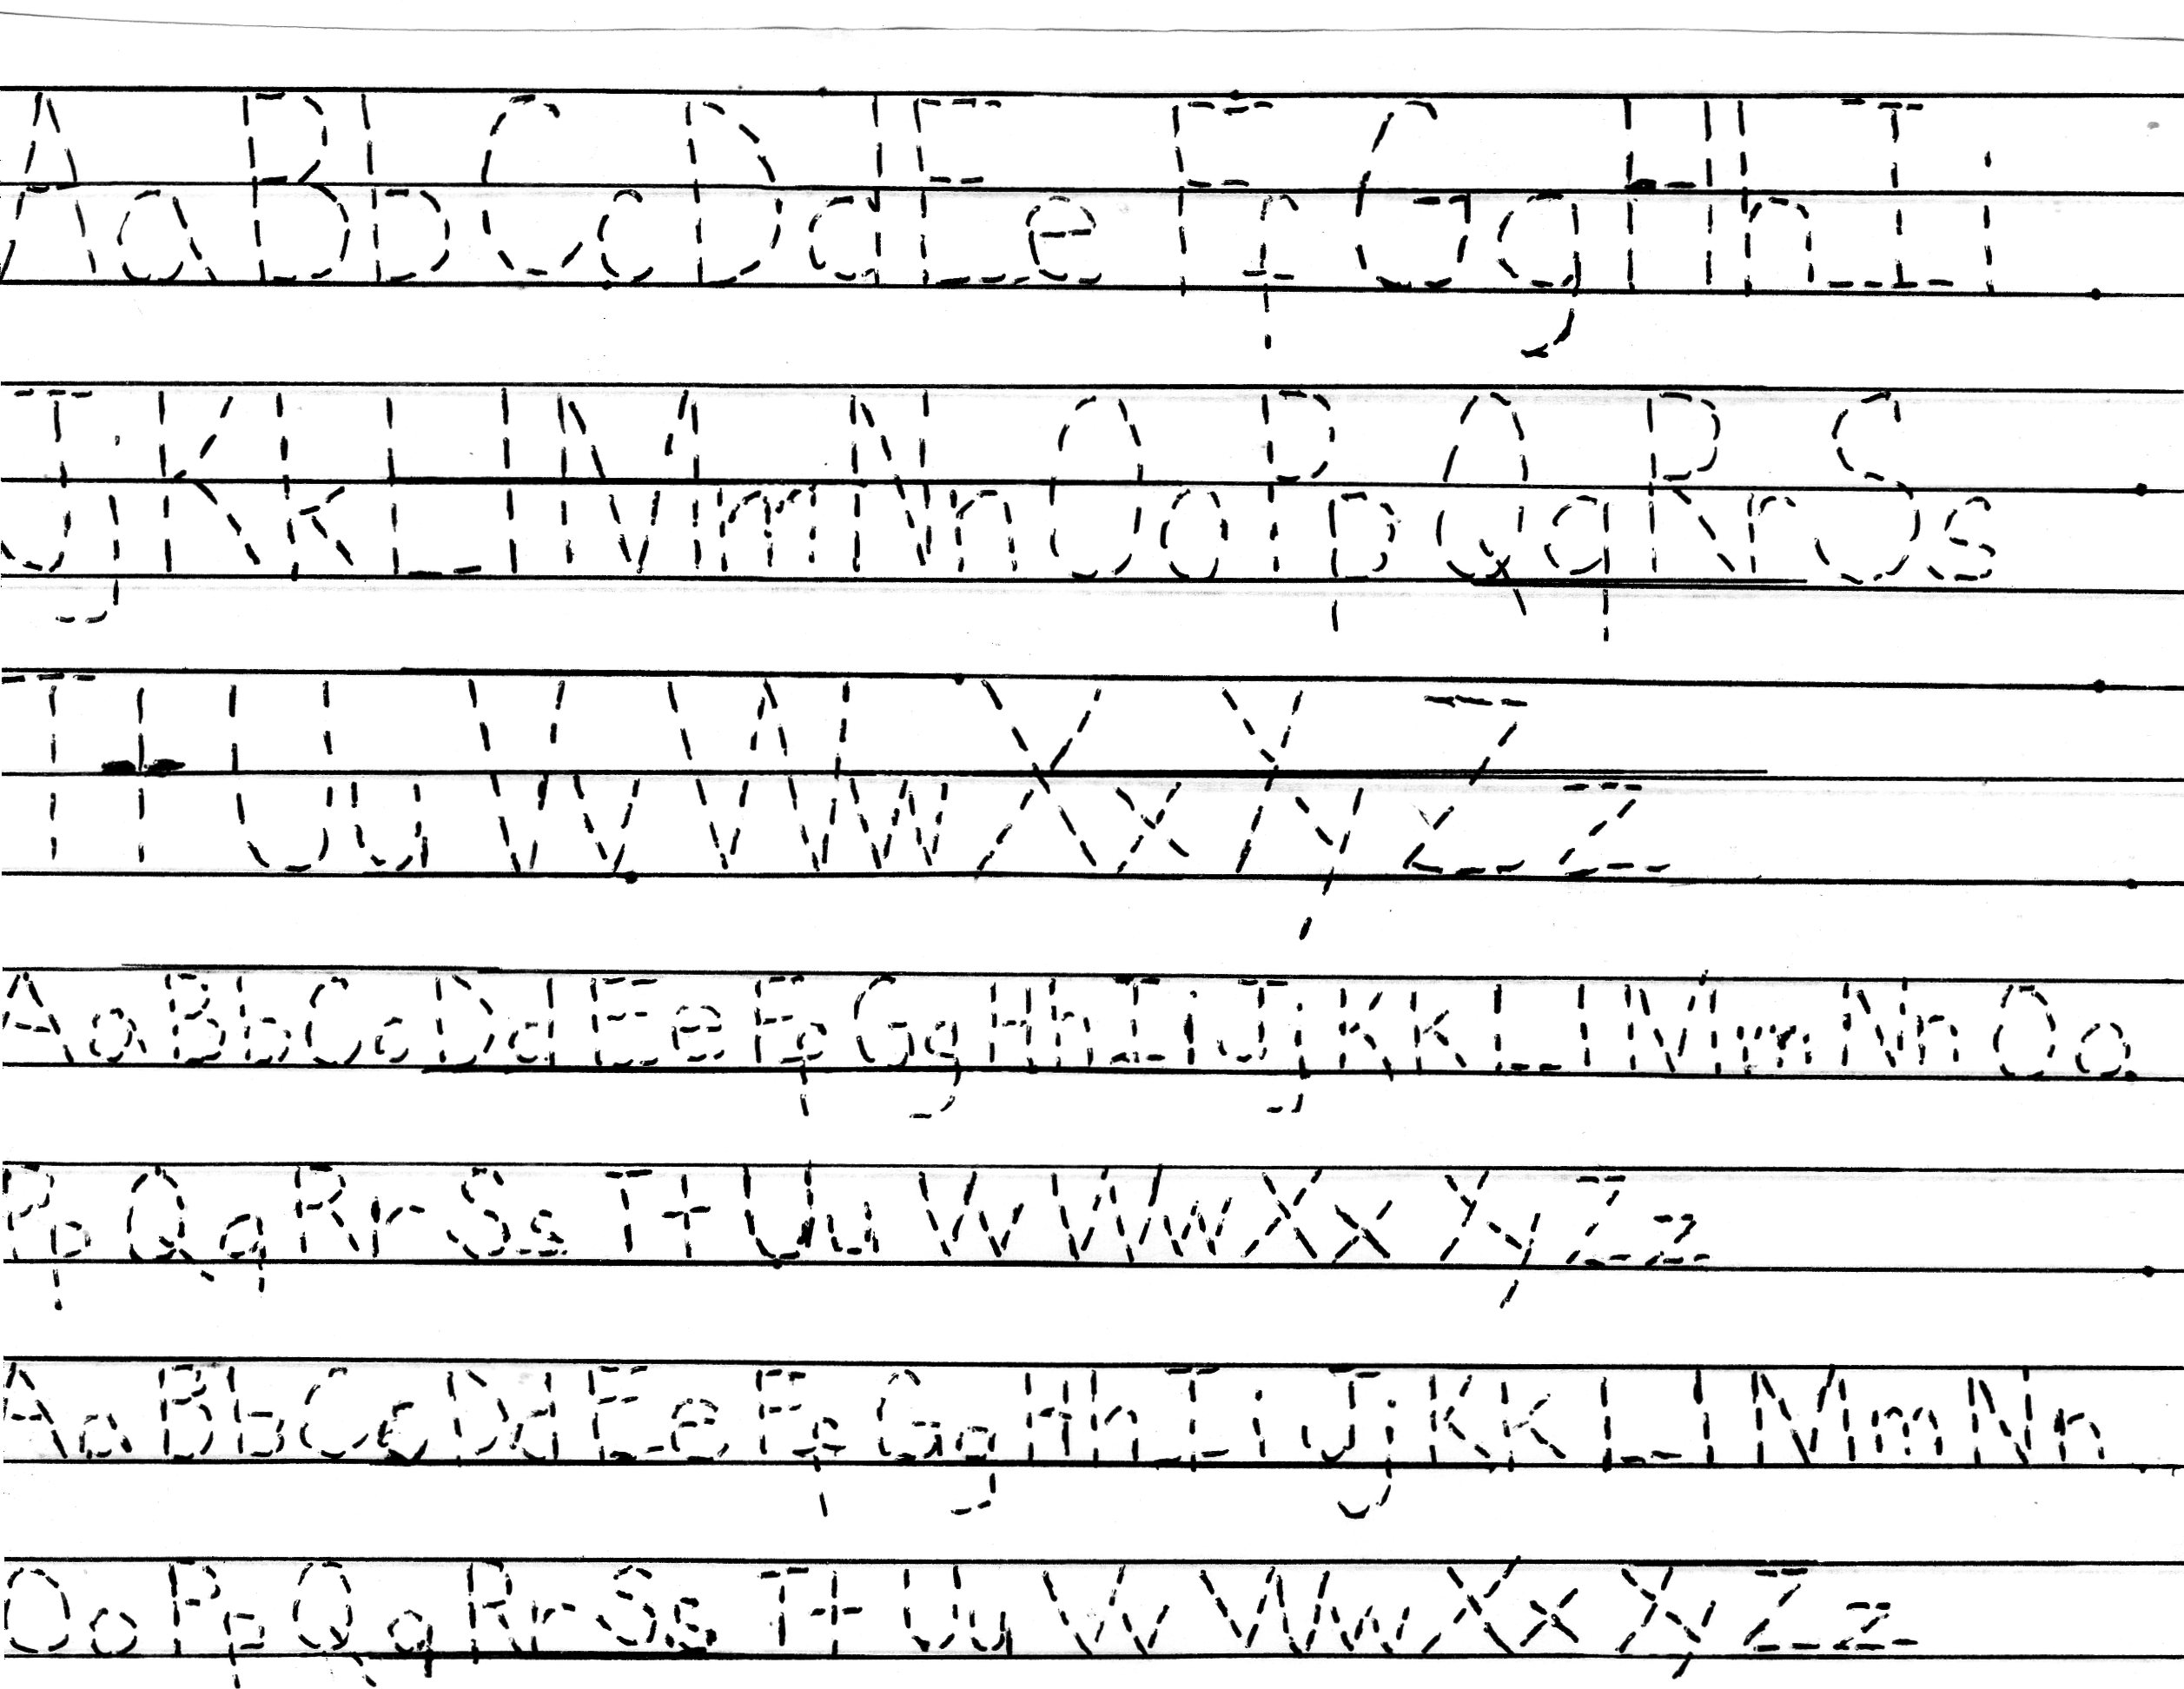 Aa Bb Cc Dd Ee Ff Gg Hh Ii
Jj Kk Ll Mm Nn Oo Pp Qq Rr Ss
Tt Uu Vv Ww Xx Yy Zz
Aa Bb Cc Dd Ee Ff Gg Hh Ii Jj Kk Ll Mm Nn Oo
Pp Qq Rr Ss Tt Uu Vv Ww Xx Yy Zz
Aa Bb Cc Dd Ee Ff Gg Hh Ii Jj Kk Ll Mm Nn
Oo Pp Qq Rr Ss Tt Uu Vv Ww Xx Yy Zz